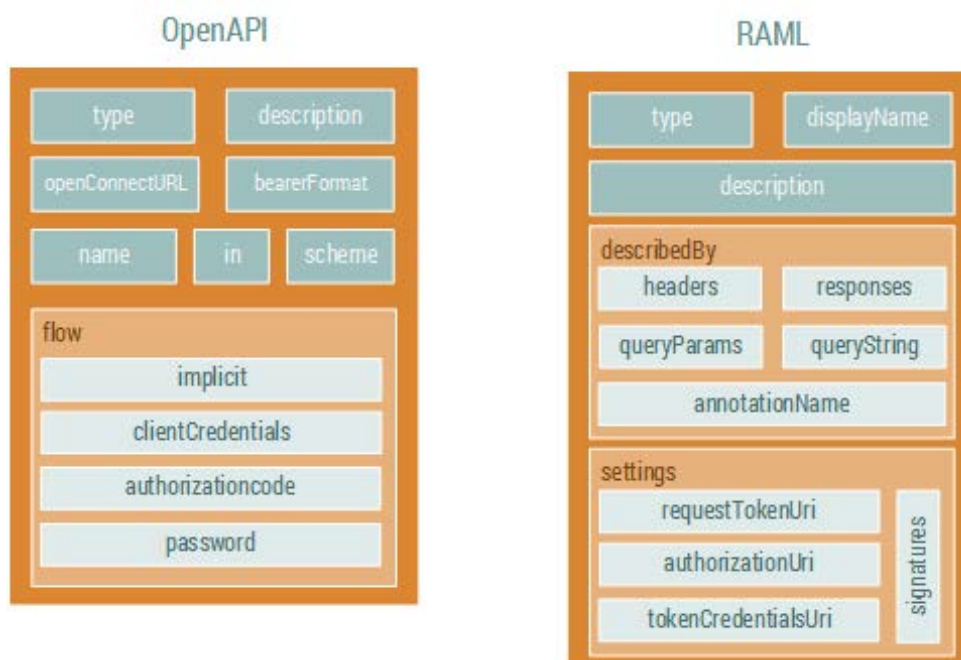 OpenAPI
type description
openConnectURL bearerFormat
name in scheme
flow
implicit
clientCredentials
authorizationcode
password
RAML
type displayName
description
describedBy
headers responses
queryParams queryString
annotationName
settings
requestTokenUri
authorizationUri
tokenCredentialsUri
signatures